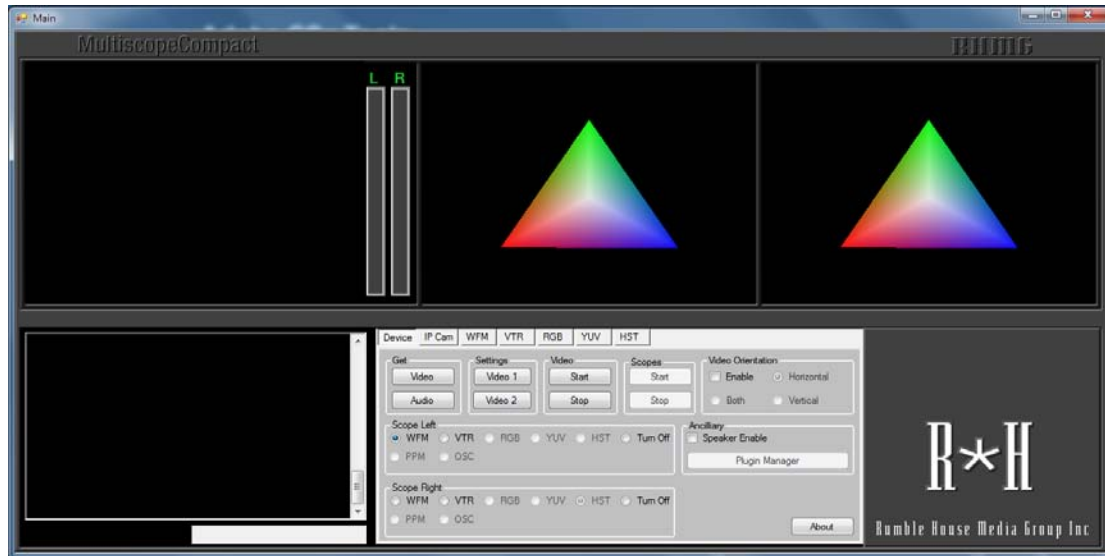 Main
MultiscopeCompact
RHMG
L R
Device IP Cam WFM VTR RGB YUV HST
Get Settings Video Scopes Video Orientation
Video Video 1 Start Start Enable Horizontal
Audio Video 2 Stop Stop Both Vertical
Scope Left Ancilliary
WFM VTR RGB YUV HST Turn Off Speaker Enable
PPM OSC Plugin Manager
Scope Right
WFM VTR RGB YUV HST Turn Off
PPM OSC
About
R*H
Rumble House Media Group Inc